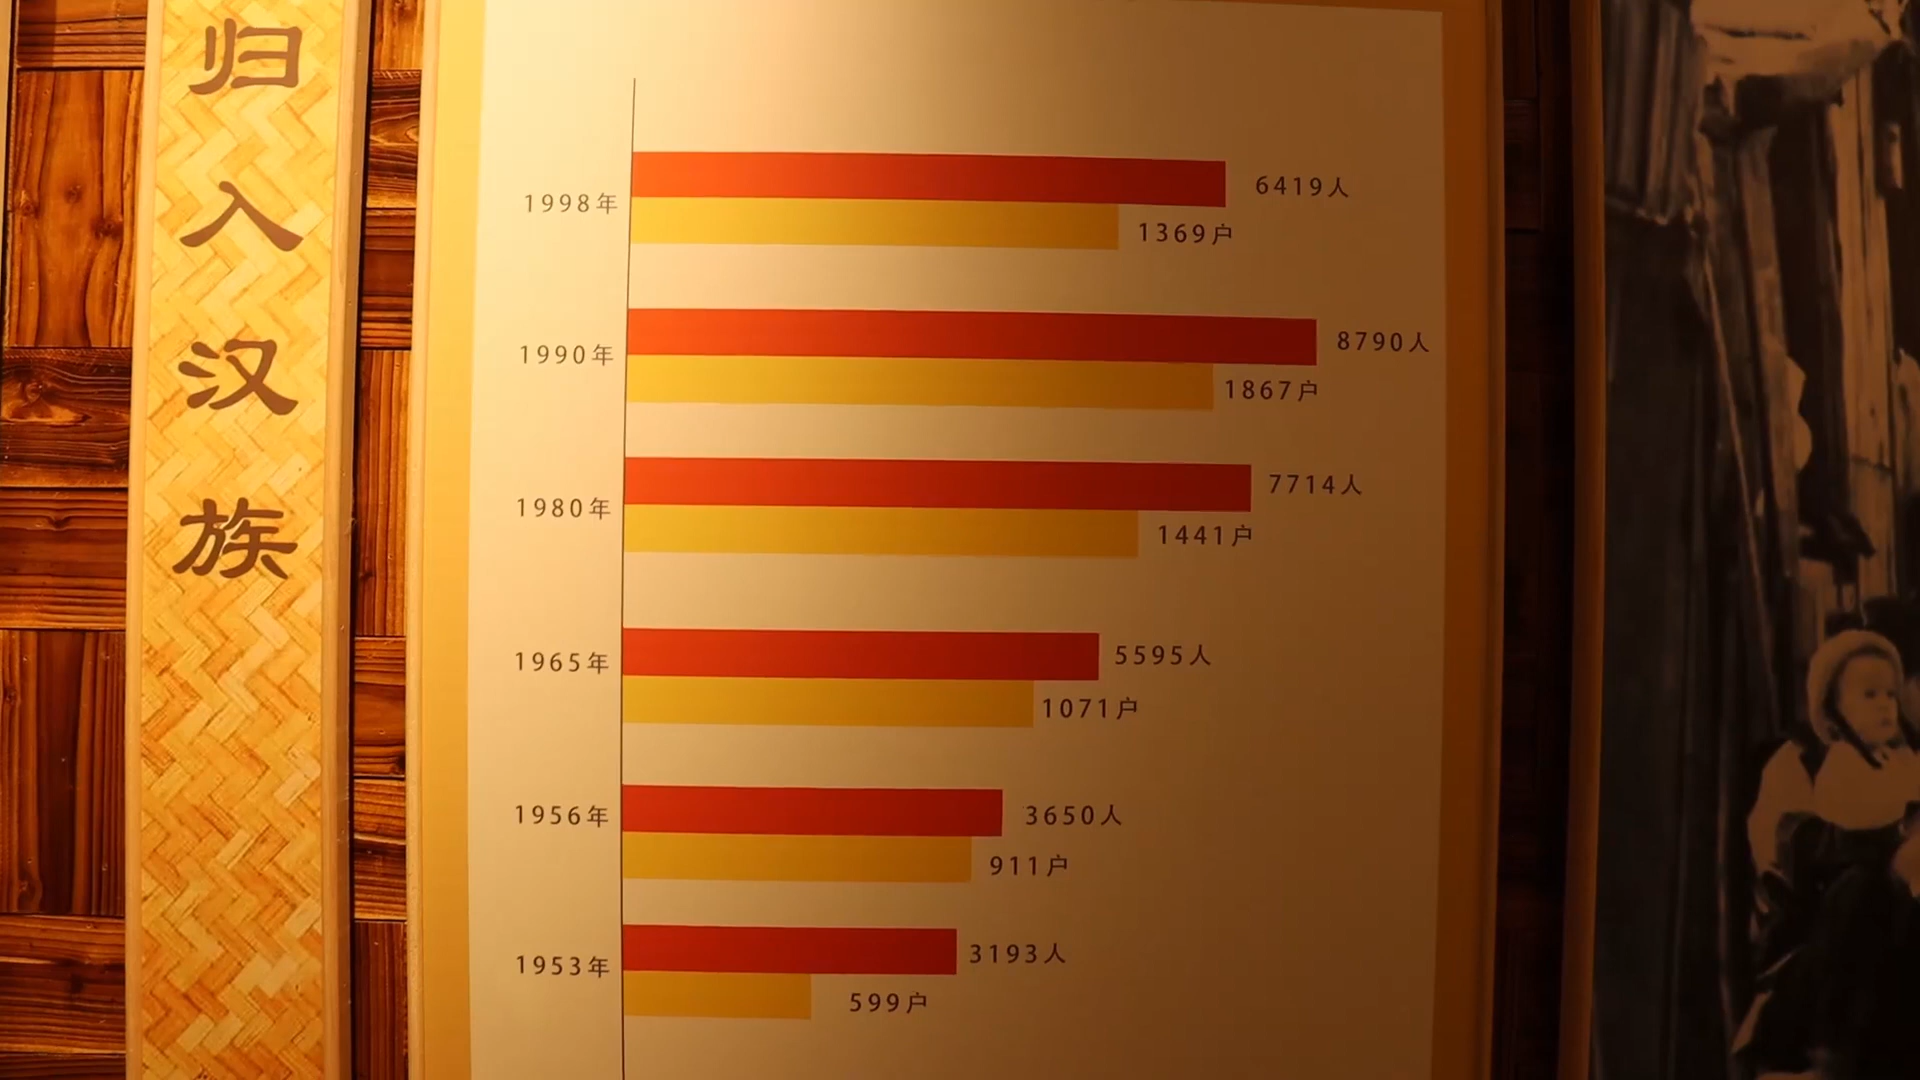 归入汉族
1998年
6419人
1369户
1990年
8790人
1867户
1980年
7714人
1441户
1965年
5595人
1071户
1956年
3650人
911户
1953年
3193人
599户